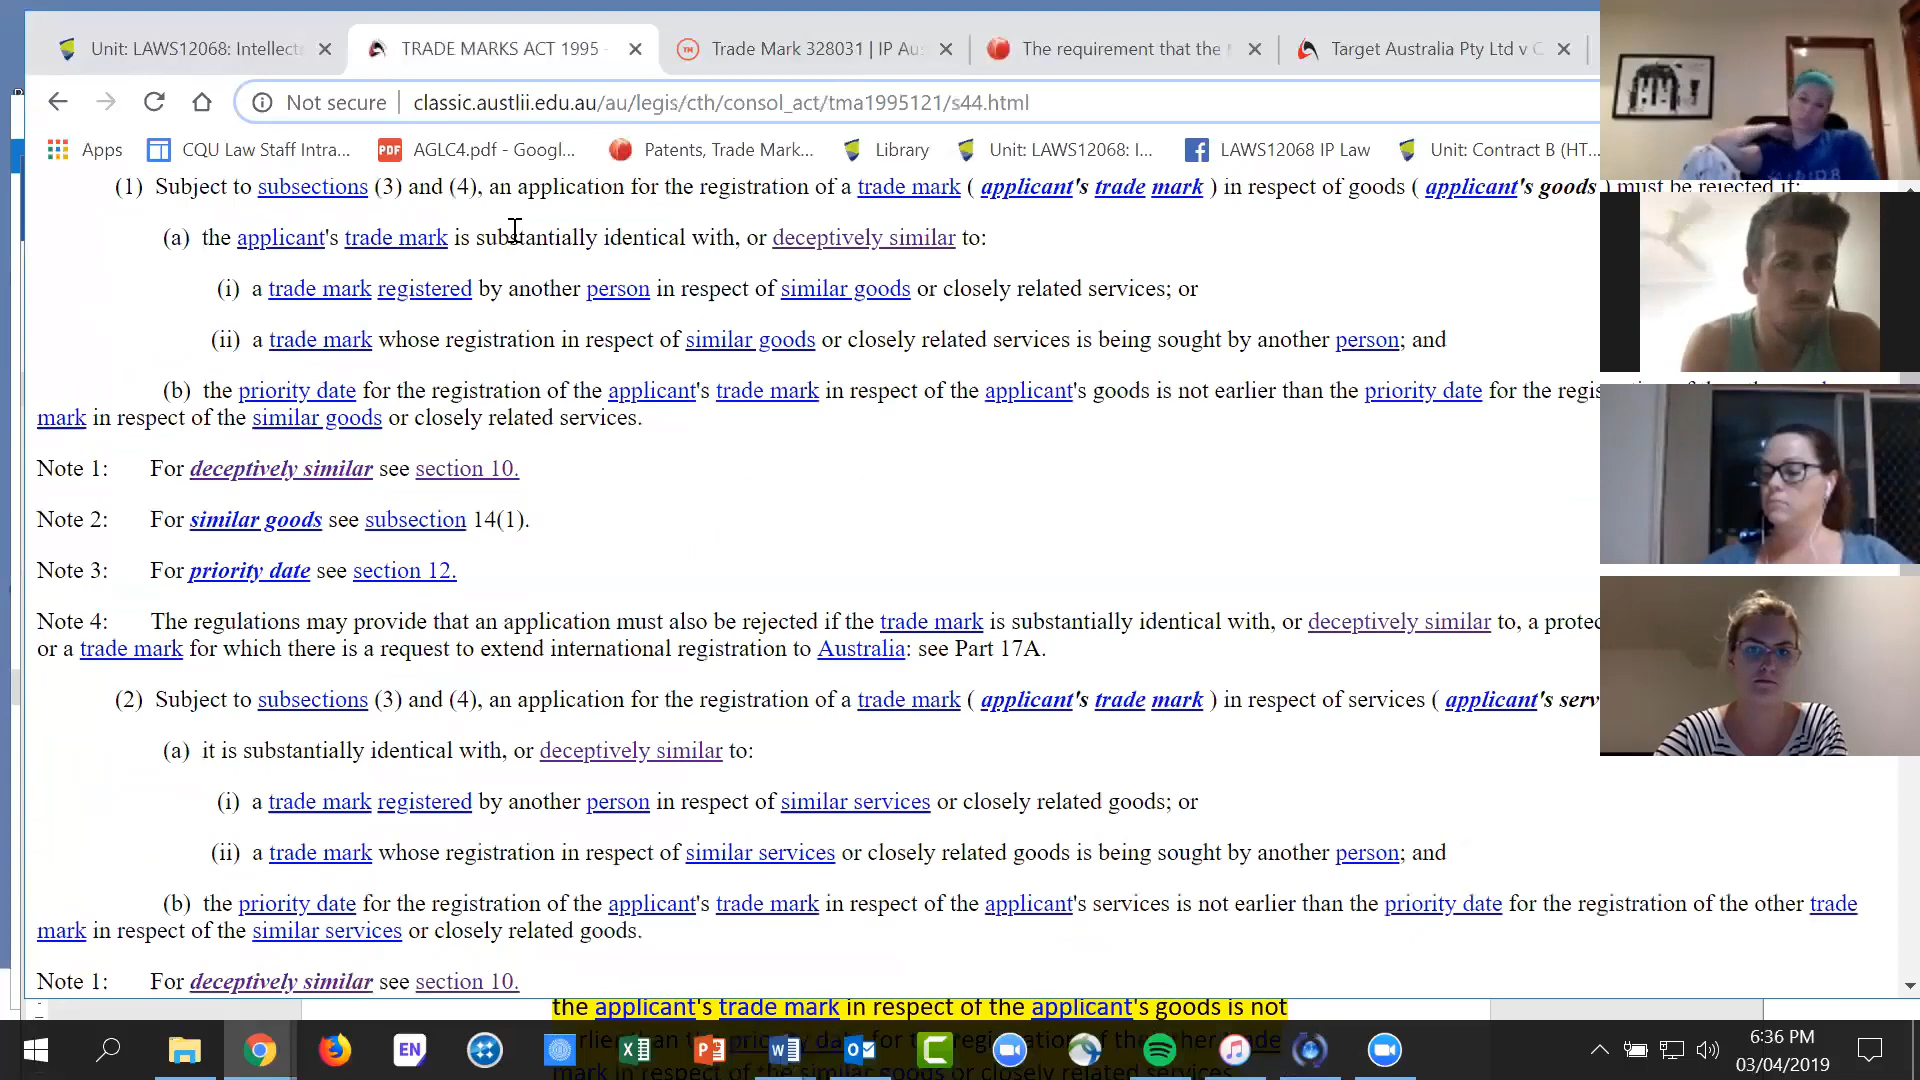 Unit: LAWS12068: Intellect
TRADE MARKS ACT 1995 -
Trade Mark 328031 | IP Au
The requirement that the
Target Australia Pty Ltd v C
Not secure
classic.austlii.edu.au/au/legis/cth/consol_act/tma1995121/s44.html
Apps
CQU Law Staff Intra...
PDF
AGLC4.pdf - Googl...
Patents, Trade Mark...
Library
Unit: LAWS12068: I...
LAWS12068 IP Law
Unit: Contract B (HT...
(1) Subject to subsections (3) and (4), an application for the registration of a trade mark ( applicant's trade mark ) in respect of goods ( applicant's goods ) must be rejected if:
(a) the applicant's trade mark is substantially identical with, or deceptively similar to:
(i) a trade mark registered by another person in respect of similar goods or closely related services; or
(ii) a trade mark whose registration in respect of similar goods or closely related services is being sought by another person; and
(b) the priority date for the registration of the applicant's trade mark in respect of the applicant's goods is not earlier than the priority date for the regis
mark in respect of the similar goods or closely related services.
Note 1: For deceptively similar see section 10.
Note 2: For similar goods see subsection 14(1).
Note 3: For priority date see section 12.
Note 4: The regulations may provide that an application must also be rejected if the trade mark is substantially identical with, or deceptively similar to, a protec
or a trade mark for which there is a request to extend international registration to Australia: see Part 17A.
(2) Subject to subsections (3) and (4), an application for the registration of a trade mark ( applicant's trade mark ) in respect of services ( applicant's serv
(a) it is substantially identical with, or deceptively similar to:
(i) a trade mark registered by another person in respect of similar services or closely related goods; or
(ii) a trade mark whose registration in respect of similar services or closely related goods is being sought by another person; and
(b) the priority date for the registration of the applicant's trade mark in respect of the applicant's services is not earlier than the priority date for the registration of the other trade
mark in respect of the similar services or closely related goods.
Note 1: For deceptively similar see section 10.
the applicant's trade mark in respect of the applicant's goods is not
EN
6:36 PM
03/04/2019